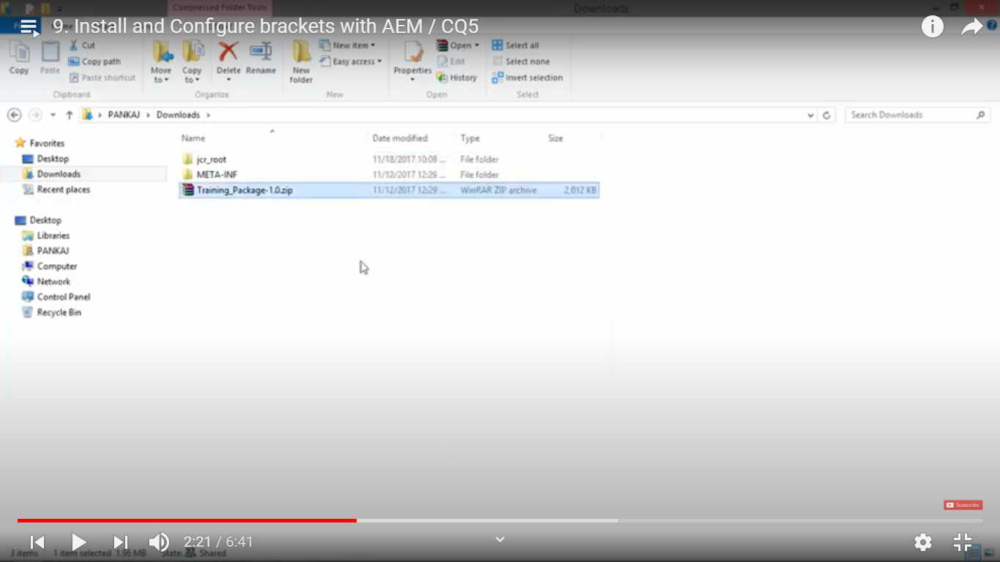 Compressed Folder Tools
Downloads
9. Install and Configure brackets with AEM / CQ5
Copy
Paste
Cut
Copy path
Paste shortcut
Clipboard
Move to
Copy to
Delete
Rename
Organize
New folder
New item
Easy access
New
Properties
Open
Edit
History
Open
Select all
Select none
Invert selection
Select
PANKAJ
Downloads
Search Downloads
Favorites
Desktop
Downloads
Recent places
Desktop
Libraries
PANKAJ
Computer
Network
Control Panel
Recycle Bin
Name Date modified Type Size
jcr_root 11/18/2017 10:08 ... File folder
META-INF 11/12/2017 12:29 ... File folder
Training_Package-1.0.zip 11/12/2017 12:29 ... WinRAR ZIP archive 2,012 KB
Subscribe
2:21 / 6:41
3 items 1 item selected 1.96 MB State: Shared